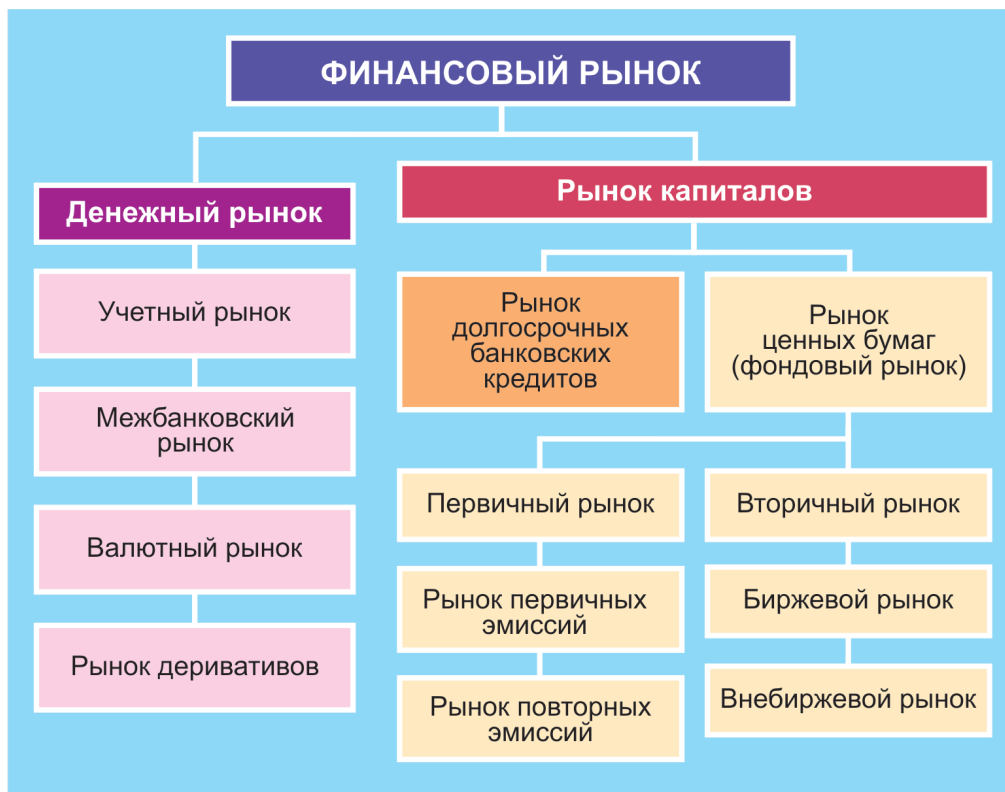 ФИНАНСОВЫЙ РЫНОК
Денежный рынок
Учетный рынок
Межбанковский
рынок
Валютный рынок
Рынок деривативов
Рынок капиталов
Рынок
долгосрочных
банковских
кредитов
Рынок
ценных бумаг
(фондовый рынок)
Первичный рынок
Рынок первичных
эмиссий
Рынок повторных
эмиссий
Вторичный рынок
Биржевой рынок
Внебиржевой рынок